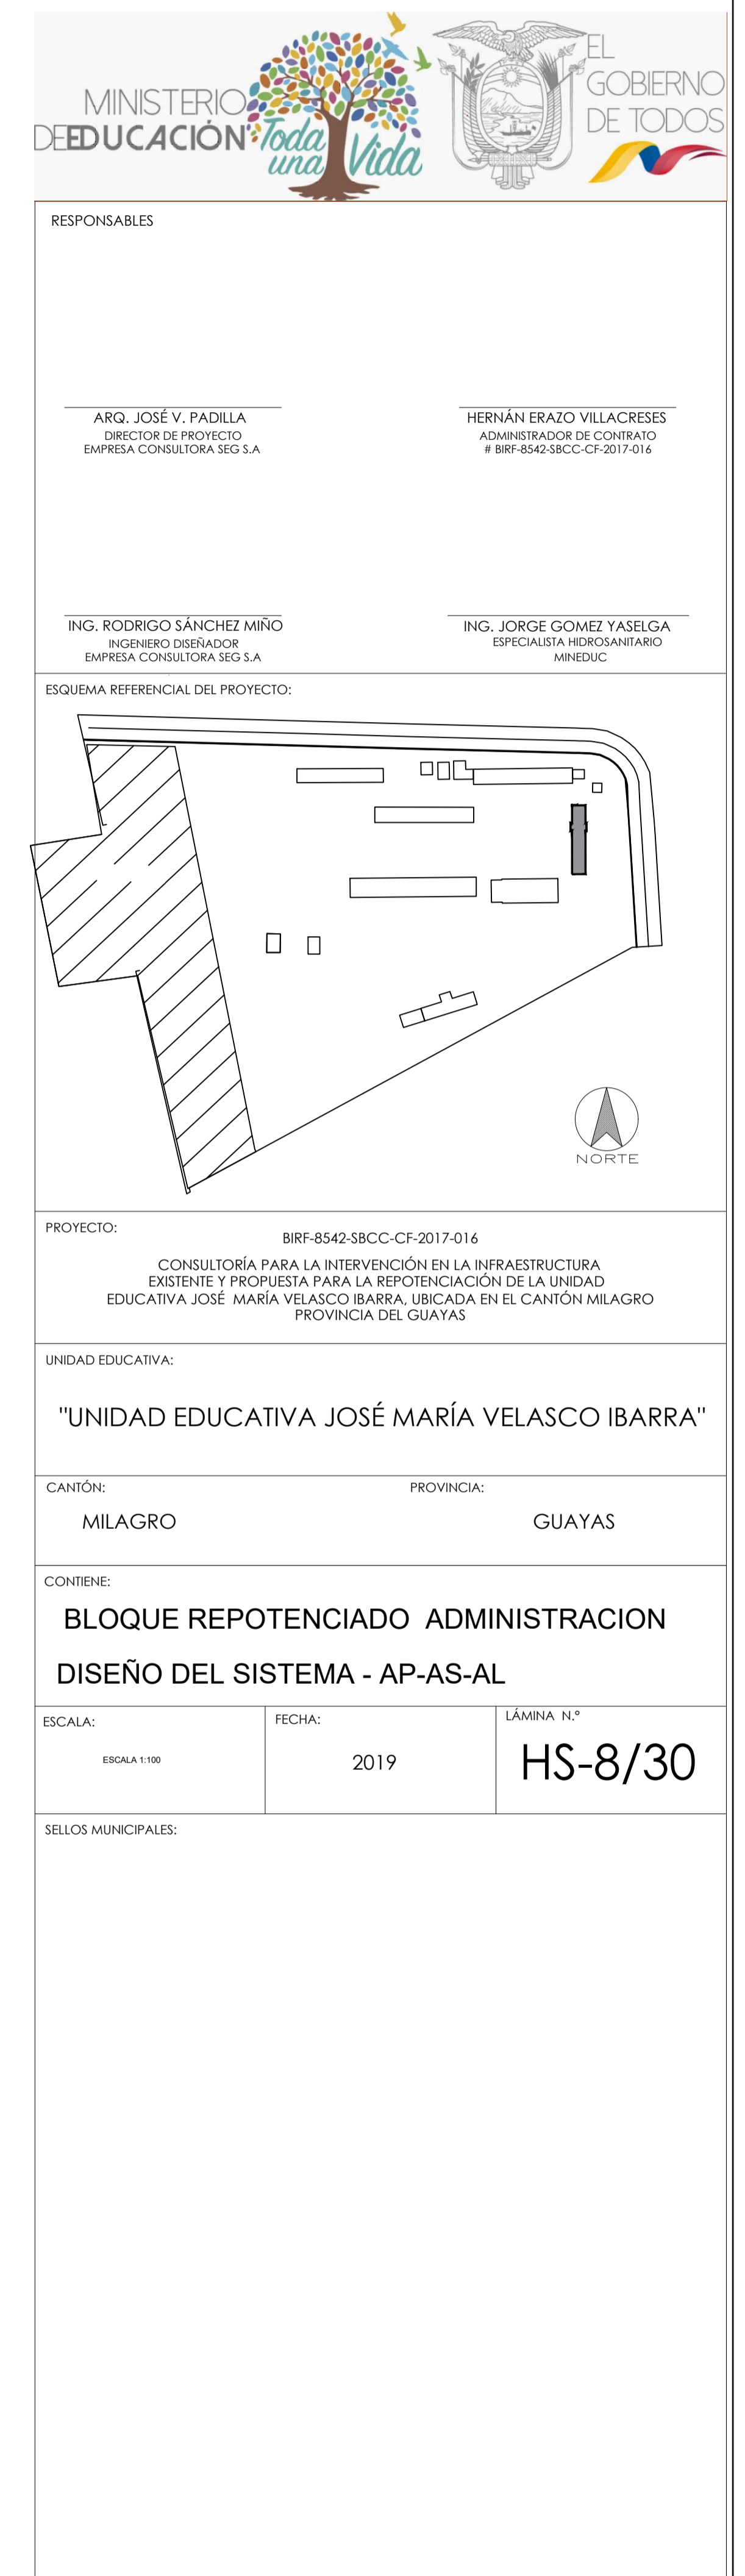 MINISTERIO
DE EDUCACIÓN
Toda
una Vida
EL
GOBIERNO
DE TODOS
RESPONSABLES
ARQ. JOSÉ V. PADILLA
DIRECTOR DE PROYECTO
EMPRESA CONSULTORA SEG S.A
HERNÁN ERAZO VILLACRESES
ADMINISTRADOR DE CONTRATO
# BIRF-8542-SBCC-CF-2017-016
ING. RODRIGO SÁNCHEZ MIÑO
INGENIERO DISEÑADOR
EMPRESA CONSULTORA SEG S.A
ING. JORGE GOMEZ YASELGA
ESPECIALISTA HIDROSANITARIO
MINEDUC
ESQUEMA REFERENCIAL DEL PROYECTO:
NORTE
PROYECTO:
BIRF-8542-SBCC-CF-2017-016
CONSULTORÍA PARA LA INTERVENCIÓN EN LA INFRAESTRUCTURA
EXISTENTE Y PROPUESTA PARA LA REPOTENCIACIÓN DE LA UNIDAD
EDUCATIVA JOSÉ MARÍA VELASCO IBARRA, UBICADA EN EL CANTÓN MILAGRO
PROVINCIA DEL GUAYAS
UNIDAD EDUCATIVA:
"UNIDAD EDUCATIVA JOSÉ MARÍA VELASCO IBARRA"
CANTÓN:
MILAGRO
PROVINCIA:
GUAYAS
CONTIENE:
BLOQUE REPOTENCIADO ADMINISTRACION
DISEÑO DEL SISTEMA - AP-AS-AL
ESCALA:
ESCALA 1:100
FECHA:
2019
LÁMINA N.°
HS-8/30
SELLOS MUNICIPALES: